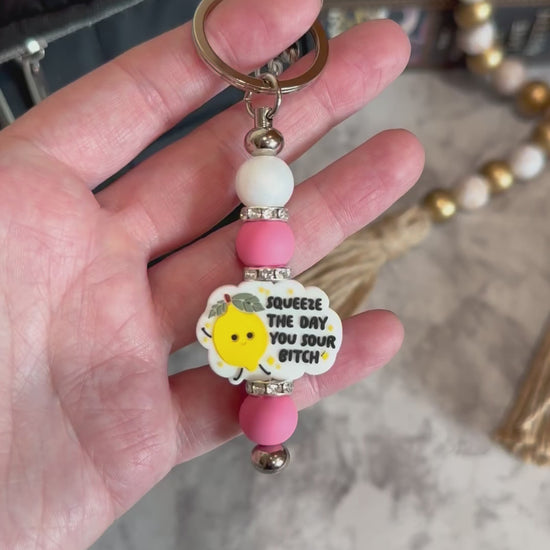 SQUEEZE
THE DAY
YOU SOUR
BITCH